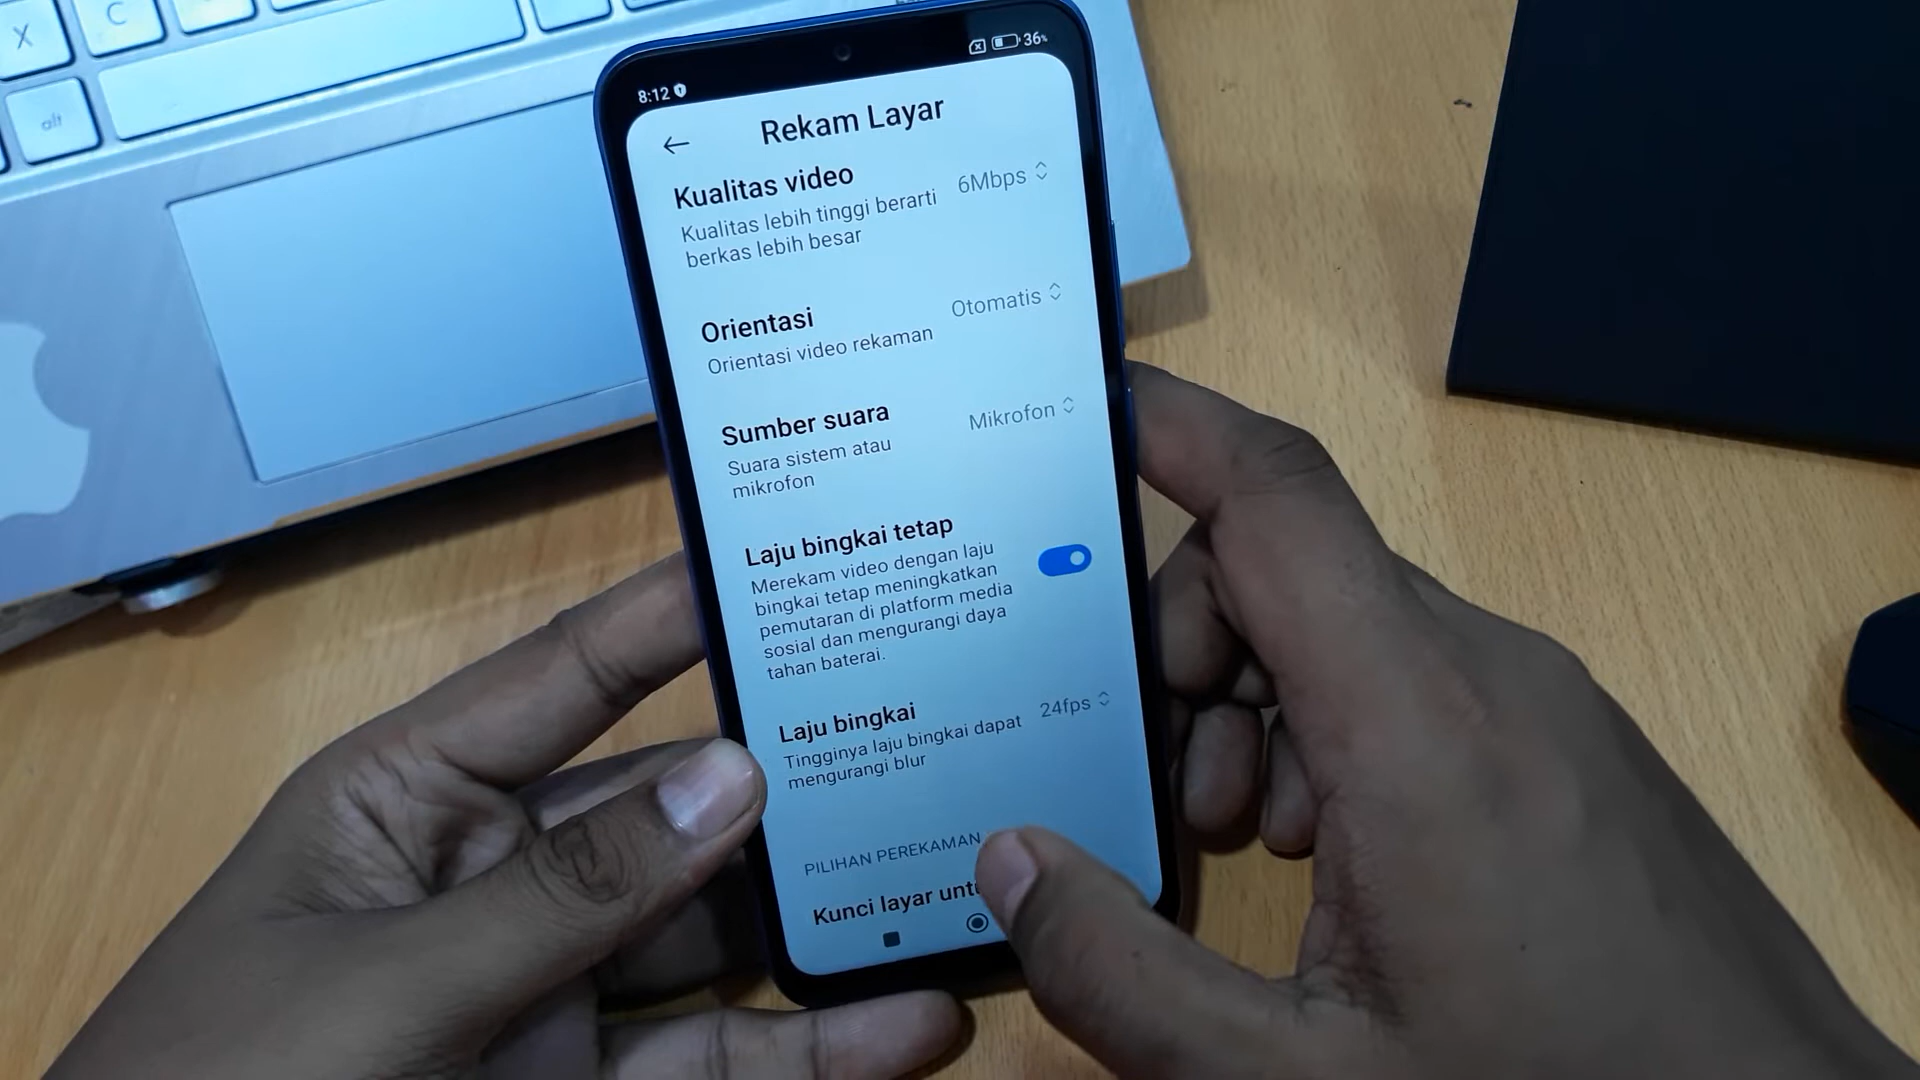 X
C
alt
8:12
36%
Rekam Layar
Kualitas video
6Mbps
Kualitas lebih tinggi berarti
berkas lebih besar
Orientasi
Otomatis
Orientasi video rekaman
Sumber suara
Mikrofon
Suara sistem atau
mikrofon
Laju bingkai tetap
Merekam video dengan laju
bingkai tetap meningkatkan
pemutaran di platform media
sosial dan mengurangi daya
tahan baterai.
Laju bingkai
24fps
Tingginya laju bingkai dapat
mengurangi blur
PILIHAN PEREKAMAN
Kunci layar